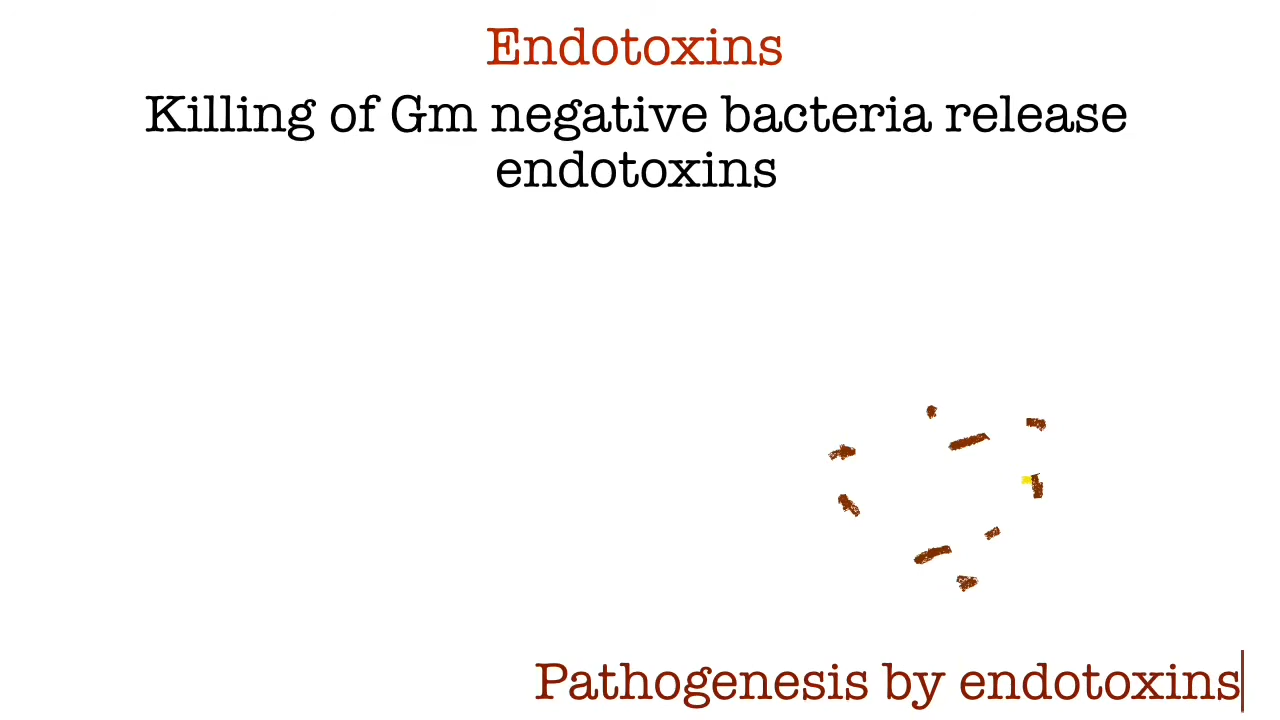 Endotoxins
Killing of Gm negative bacteria release
endotoxins
Pathogenesis by endotoxins